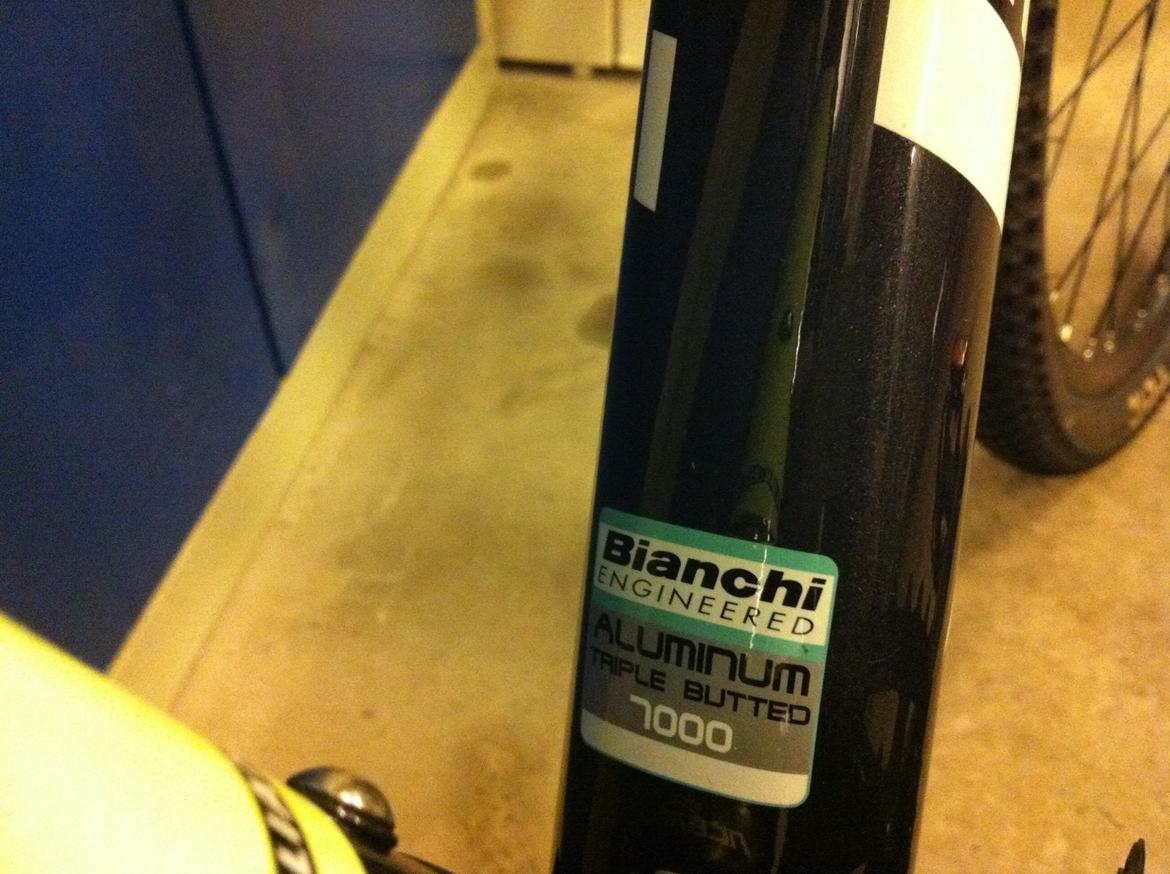 Bianchi
ENGINEERED
ALUMINUM
TRIPLE BUTTED
7000